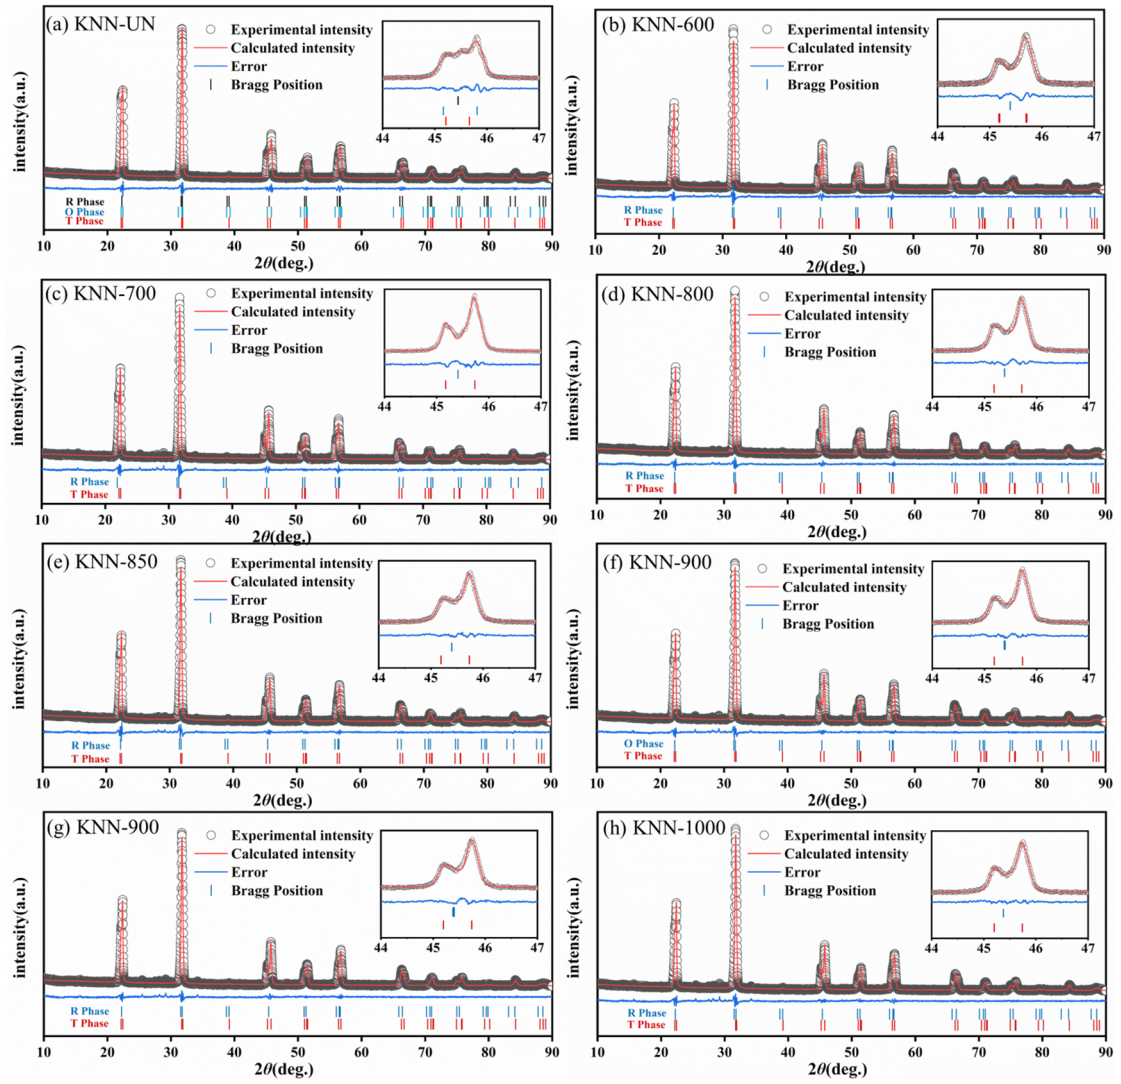 (a) KNN-UN
Experimental intensity
Calculated intensity
Error
Bragg Position
44 45 46 47
intensity(a.u.)
R Phase
O Phase
T Phase
10 20 30 40 50 60 70 80 90
2θ(deg.)
(b) KNN-600
Experimental intensity
Calculated intensity
Error
Bragg Position
44 45 46 47
intensity(a.u.)
R Phase
T Phase
10 20 30 40 50 60 70 80 90
2θ(deg.)
(c) KNN-700
Experimental intensity
Calculated intensity
Error
Bragg Position
44 45 46 47
intensity(a.u.)
R Phase
T Phase
10 20 30 40 50 60 70 80 90
2θ(deg.)
(d) KNN-800
Experimental intensity
Calculated intensity
Error
Bragg Position
44 45 46 47
intensity(a.u.)
R Phase
T Phase
10 20 30 40 50 60 70 80 90
2θ(deg.)
(e) KNN-850
Experimental intensity
Calculated intensity
Error
Bragg Position
44 45 46 47
intensity(a.u.)
R Phase
T Phase
10 20 30 40 50 60 70 80 90
2θ(deg.)
(f) KNN-900
Experimental intensity
Calculated intensity
Error
Bragg Position
44 45 46 47
intensity(a.u.)
O Phase
T Phase
10 20 30 40 50 60 70 80 90
2θ(deg.)
(g) KNN-900
Experimental intensity
Calculated intensity
Error
Bragg Position
44 45 46 47
intensity(a.u.)
R Phase
T Phase
10 20 30 40 50 60 70 80 90
2θ(deg.)
(h) KNN-1000
Experimental intensity
Calculated intensity
Error
Bragg Position
44 45 46 47
intensity(a.u.)
R Phase
T Phase
10 20 30 40 50 60 70 80 90
2θ(deg.)